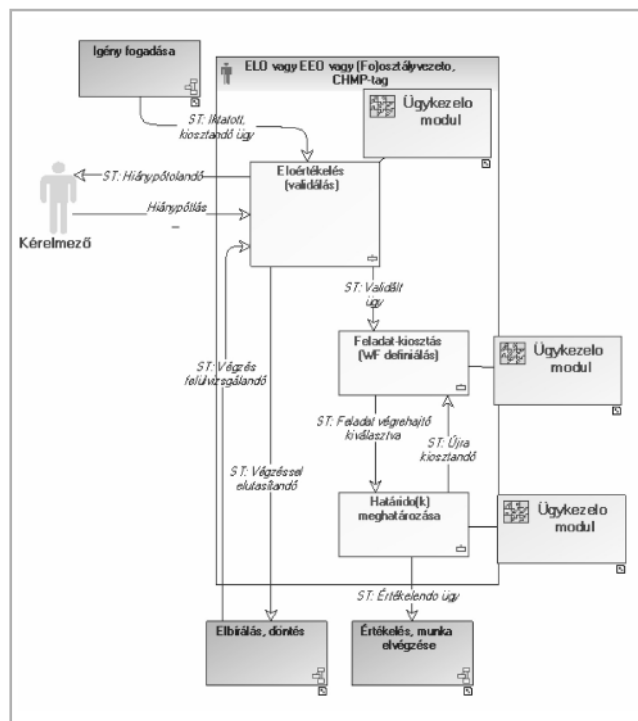 Igény fogadása
ELO vagy EEO vagy (Fo)osztályvezeto,
CHMP-tag
Ügykezelo
modul
ST: Iktatott,
kiosztandó ügy
Eloértékelés
(validálás)
ST: Hiánypótolandó
Hiánypótlás
Kérelmező
ST: Validált
ügy
Feladat-kiosztás
(WF definiálás)
Ügykezelo
modul
ST: Végzés
felülvizsgálandó
ST: Feladat végrehajtó
kiválasztva
ST: Újra
kiosztandó
ST: Végzéssel
elutasítandó
Határido(k)
meghatározása
Ügykezelo
modul
ST: Értékelendo ügy
Elbírálás, döntés
Értékelés, munka
elvégzése